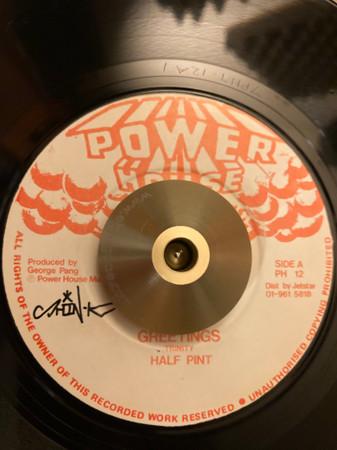 POWER
HOUSE
Produced by
George Pang
℗ Power House
SIDE A
PH 12
Dist by Jetstar
01-961 5818
GREETINGS
TRINITY
HALF PINT
ALL RIGHTS OF THE OWNER OF THIS RECORDED WORK RESERVED ● UNAUTHORISED COPYING PROHIBITED